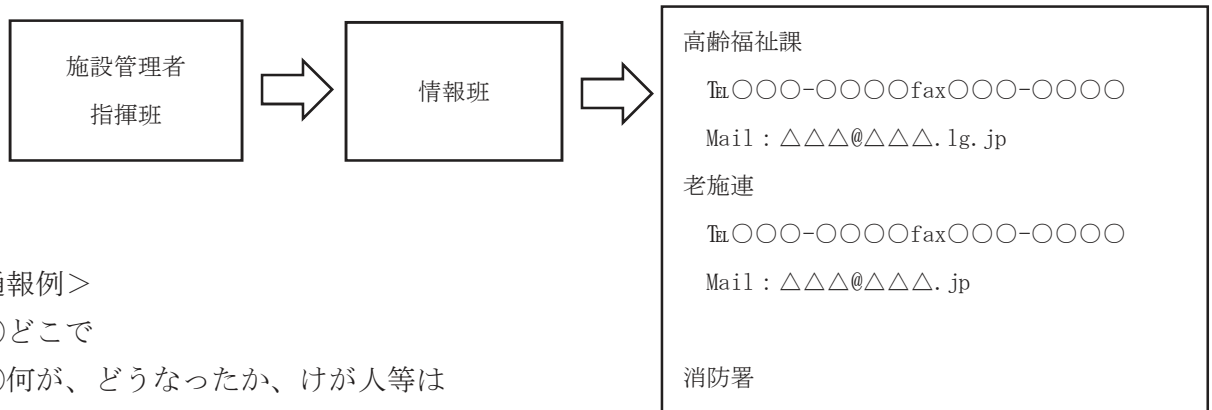 施設管理者
指揮班
情報班
高齢福祉課
℡○○○-○○○○fax○○○-○○○○
Mail：△△△@△△△.lg.jp
老施連
℡○○○-○○○○fax○○○-○○○○
Mail：△△△@△△△.jp
消防署
報例＞
どこで
何が、どうなったか、けが人等は